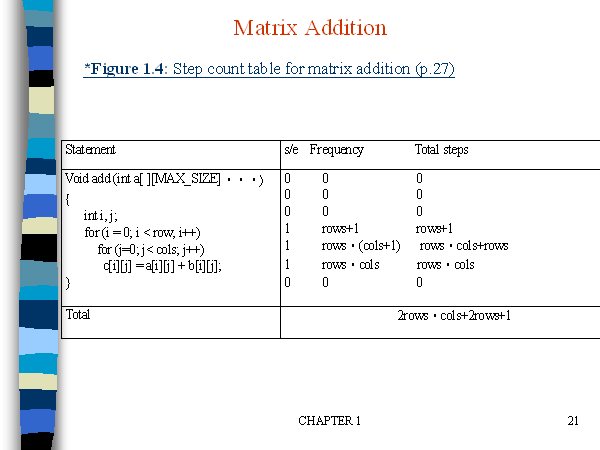 Matrix Addition
*Figure 1.4: Step count table for matrix addition (p.27)
Statement s/e Frequency Total steps
Void add (int a[ ][MAX_SIZE]・・・) 0 0 0
{ 0 0 0
int i, j; 0 0 0
for (i = 0; i < row; i++) 1 rows+1 rows+1
for (j=0; j< cols; j++) 1 rows・(cols+1) rows・cols+rows
c[i][j] = a[i][j] + b[i][j]; 1 rows・cols rows・cols
} 0 0 0
Total 2rows・cols+2rows+1
CHAPTER 1 21